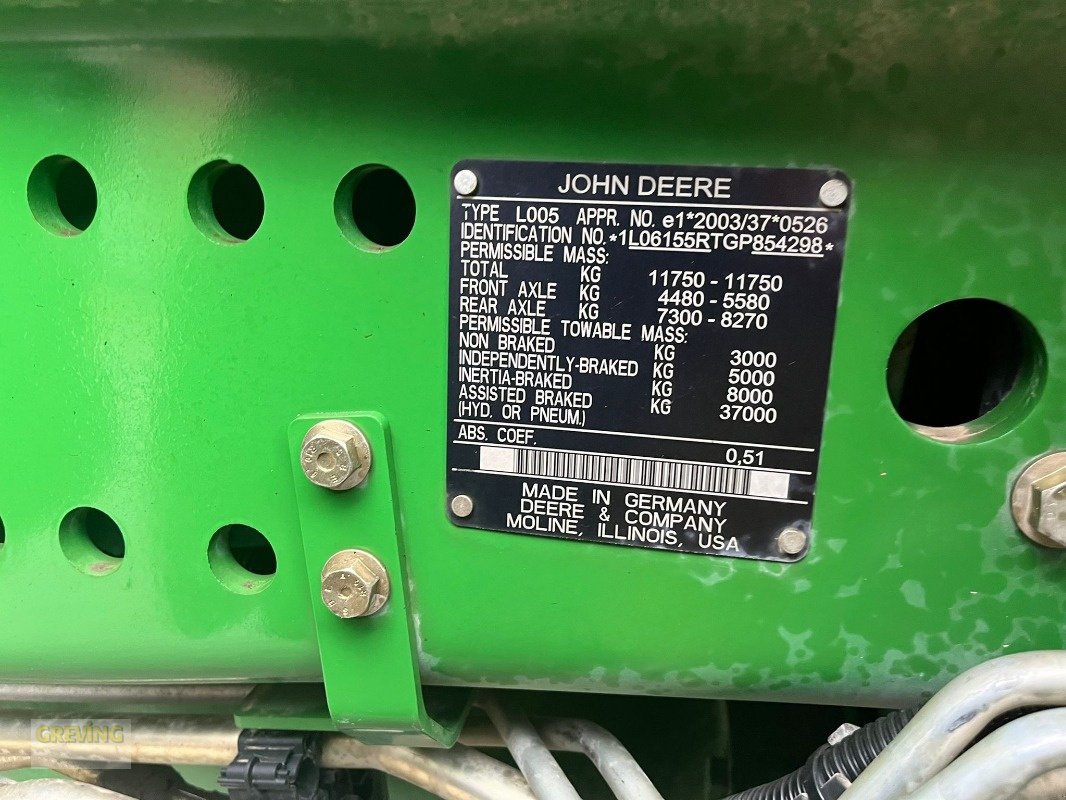 JOHN DEERE
TYPE L005 APPR. NO. e1*2003/37*0526
IDENTIFICATION NO. *1L06155RTGP854298*
PERMISSIBLE MASS:
TOTAL KG 11750 - 11750
FRONT AXLE KG 4480 - 5580
REAR AXLE KG 7300 - 8270
PERMISSIBLE TOWABLE MASS:
NON BRAKED KG 3000
INDEPENDENTLY-BRAKED KG 5000
INERTIA-BRAKED KG 8000
ASSISTED BRAKED KG 37000
(HYD. OR PNEUM.)
ABS. COEF. 0,51
MADE IN GERMANY
DEERE & COMPANY
MOLINE, ILLINOIS, USA
GREVING